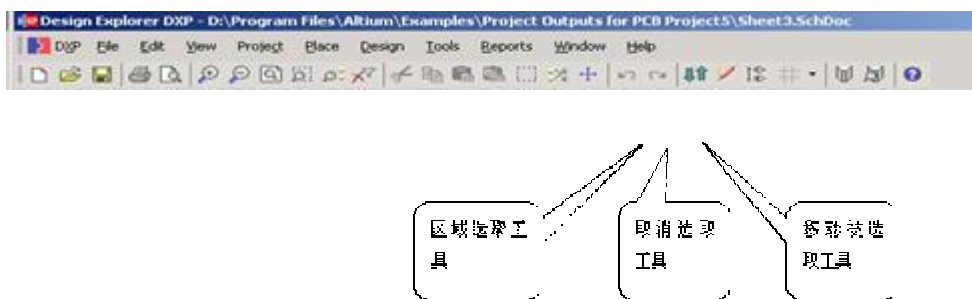 Design Explorer DXP - D:\Program Files\Altium\Examples\Project Outputs for PCB Project5\Sheet3.SchDoc
DXP File Edit View Project Place Design Tools Reports Window Help
区域选取工
具
取消选取
工具
移动被选
取工具